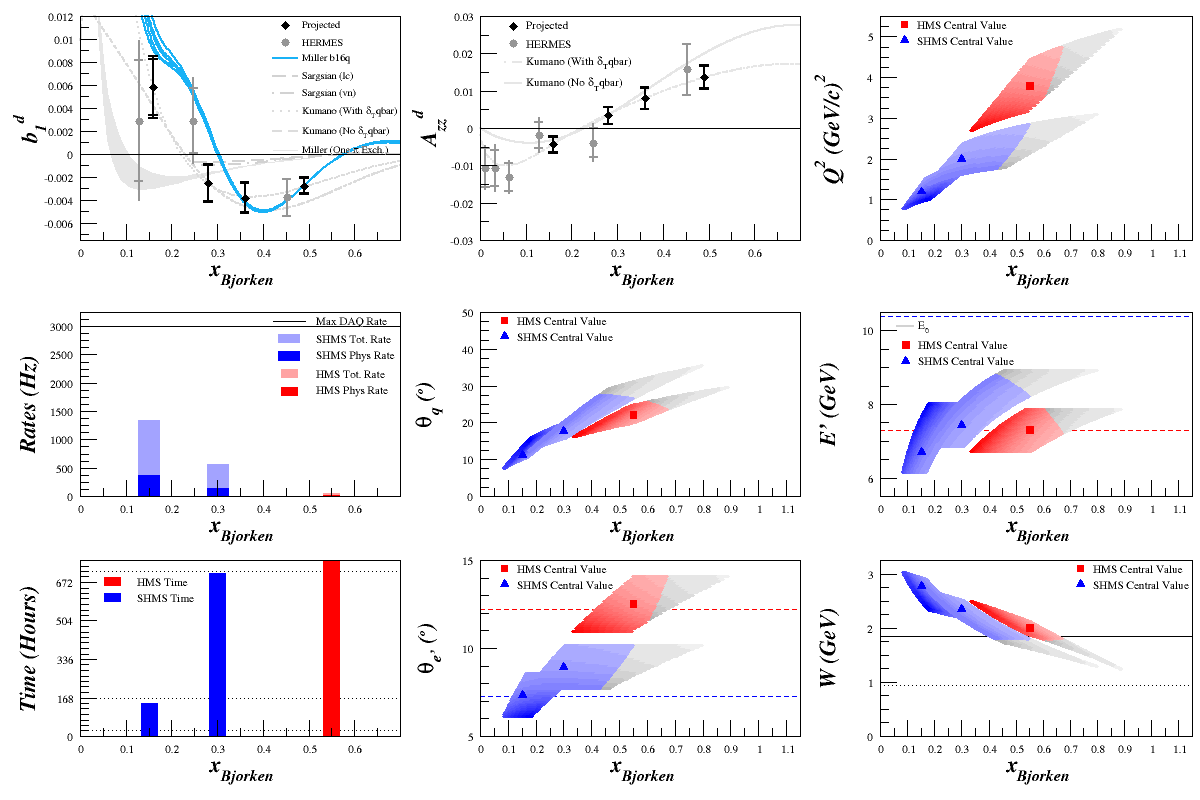 0.012
0.01
0.008
0.006
0.004
0.002
0
-0.002
-0.004
-0.006
b₁ᵈ
Projected
HERMES
Miller b16q
Sargsian (lc)
Sargsian (vn)
Kumano (With δTqbar)
Kumano (No δTqbar)
Miller (One π Exch.)
0 0.1 0.2 0.3 0.4 0.5 0.6
xBjorken
0.03
0.02
0.01
0
-0.01
-0.02
-0.03
Azzᵈ
Projected
HERMES
Kumano (With δTqbar)
Kumano (No δTqbar)
0 0.1 0.2 0.3 0.4 0.5 0.6
xBjorken
5
4
3
2
1
0
Q² (GeV/c)²
HMS Central Value
SHMS Central Value
0 0.1 0.2 0.3 0.4 0.5 0.6 0.7 0.8 0.9 1 1.1
xBjorken
3000
2500
2000
1500
1000
500
0
Rates (Hz)
Max DAQ Rate
SHMS Tot. Rate
SHMS Phys Rate
HMS Tot. Rate
HMS Phys Rate
0 0.1 0.2 0.3 0.4 0.5 0.6
xBjorken
50
40
30
20
10
0
θq (º)
HMS Central Value
SHMS Central Value
0 0.1 0.2 0.3 0.4 0.5 0.6 0.7 0.8 0.9 1 1.1
xBjorken
10
8
6
E' (GeV)
E₀
HMS Central Value
SHMS Central Value
0 0.1 0.2 0.3 0.4 0.5 0.6 0.7 0.8 0.9 1 1.1
xBjorken
672
504
336
168
0
Time (Hours)
HMS Time
SHMS Time
0 0.1 0.2 0.3 0.4 0.5 0.6
xBjorken
15
10
5
θe' (º)
HMS Central Value
SHMS Central Value
0 0.1 0.2 0.3 0.4 0.5 0.6 0.7 0.8 0.9 1 1.1
xBjorken
3
2
1
0
W (GeV)
HMS Central Value
SHMS Central Value
0 0.1 0.2 0.3 0.4 0.5 0.6 0.7 0.8 0.9 1 1.1
xBjorken